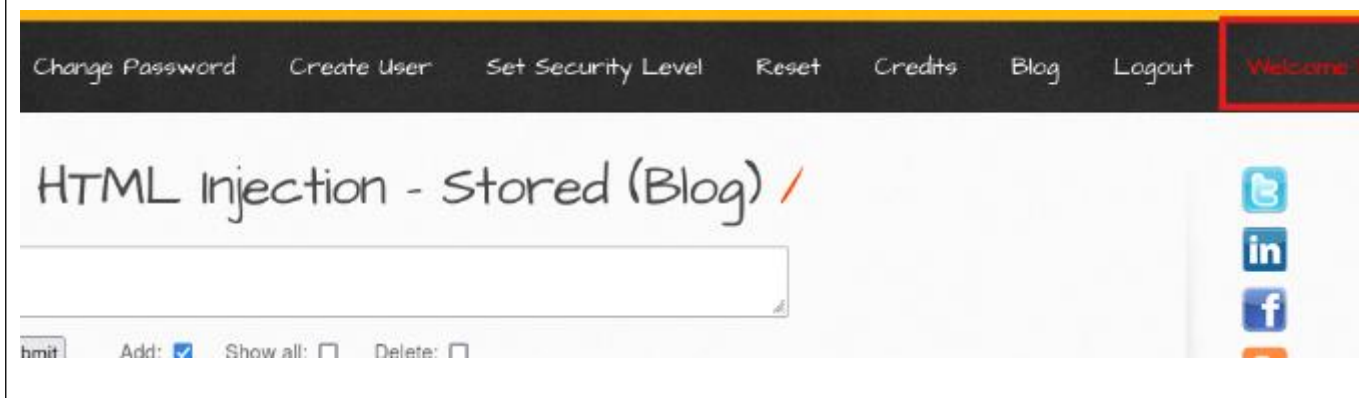 Change Password Create User Set Security Level Reset Credits Blog Logout Welcome
HTML Injection - Stored (Blog) /
Add: Show all: Delete: